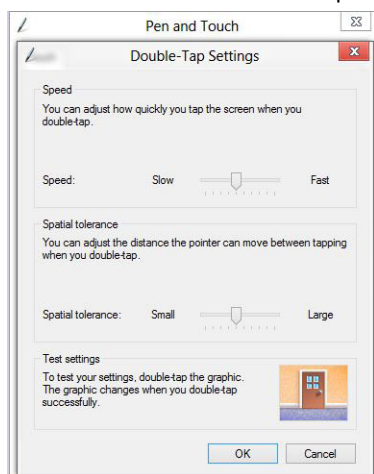 Pen and Touch
Double-Tap Settings
Speed
You can adjust how quickly you tap the screen when you
double-tap.
Speed:
Slow
Fast
Spatial tolerance
You can adjust the distance the pointer can move between tapping
when you double-tap.
Spatial tolerance:
Small
Large
Test settings
To test your settings, double-tap the graphic.
The graphic changes when you double-tap
successfully.
OK
Cancel